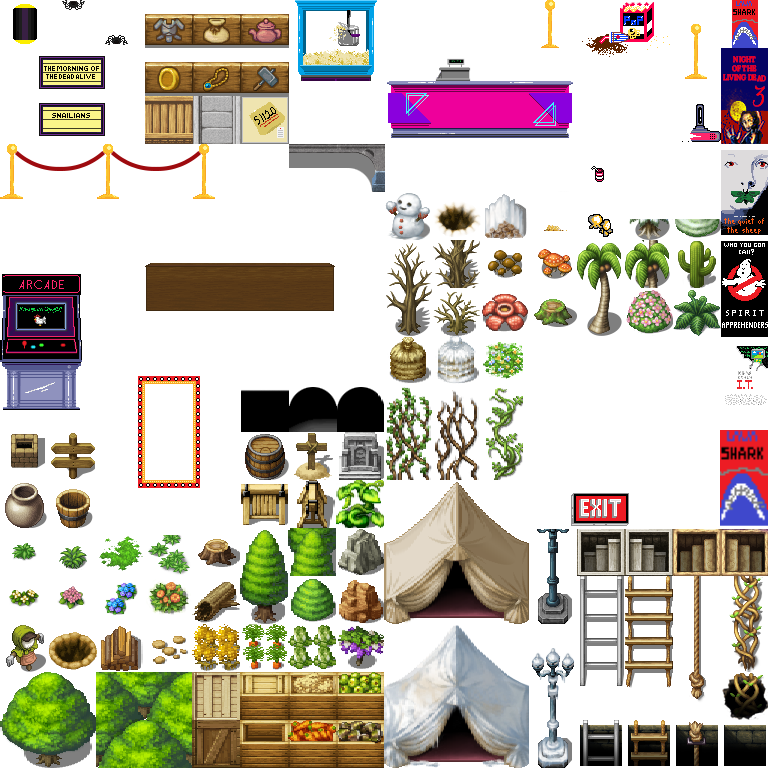 THE MORNING OF
THE DEAD ALIVE
SNAILIANS
51120
SHARK
NIGHT
OF THE
LIVING DEAD
3
The quiet of
The sheep
WHO YOU GON
CALL?
SPIRIT
APPREHENDERS
I.T.
ARCADE
SHARK
EXIT